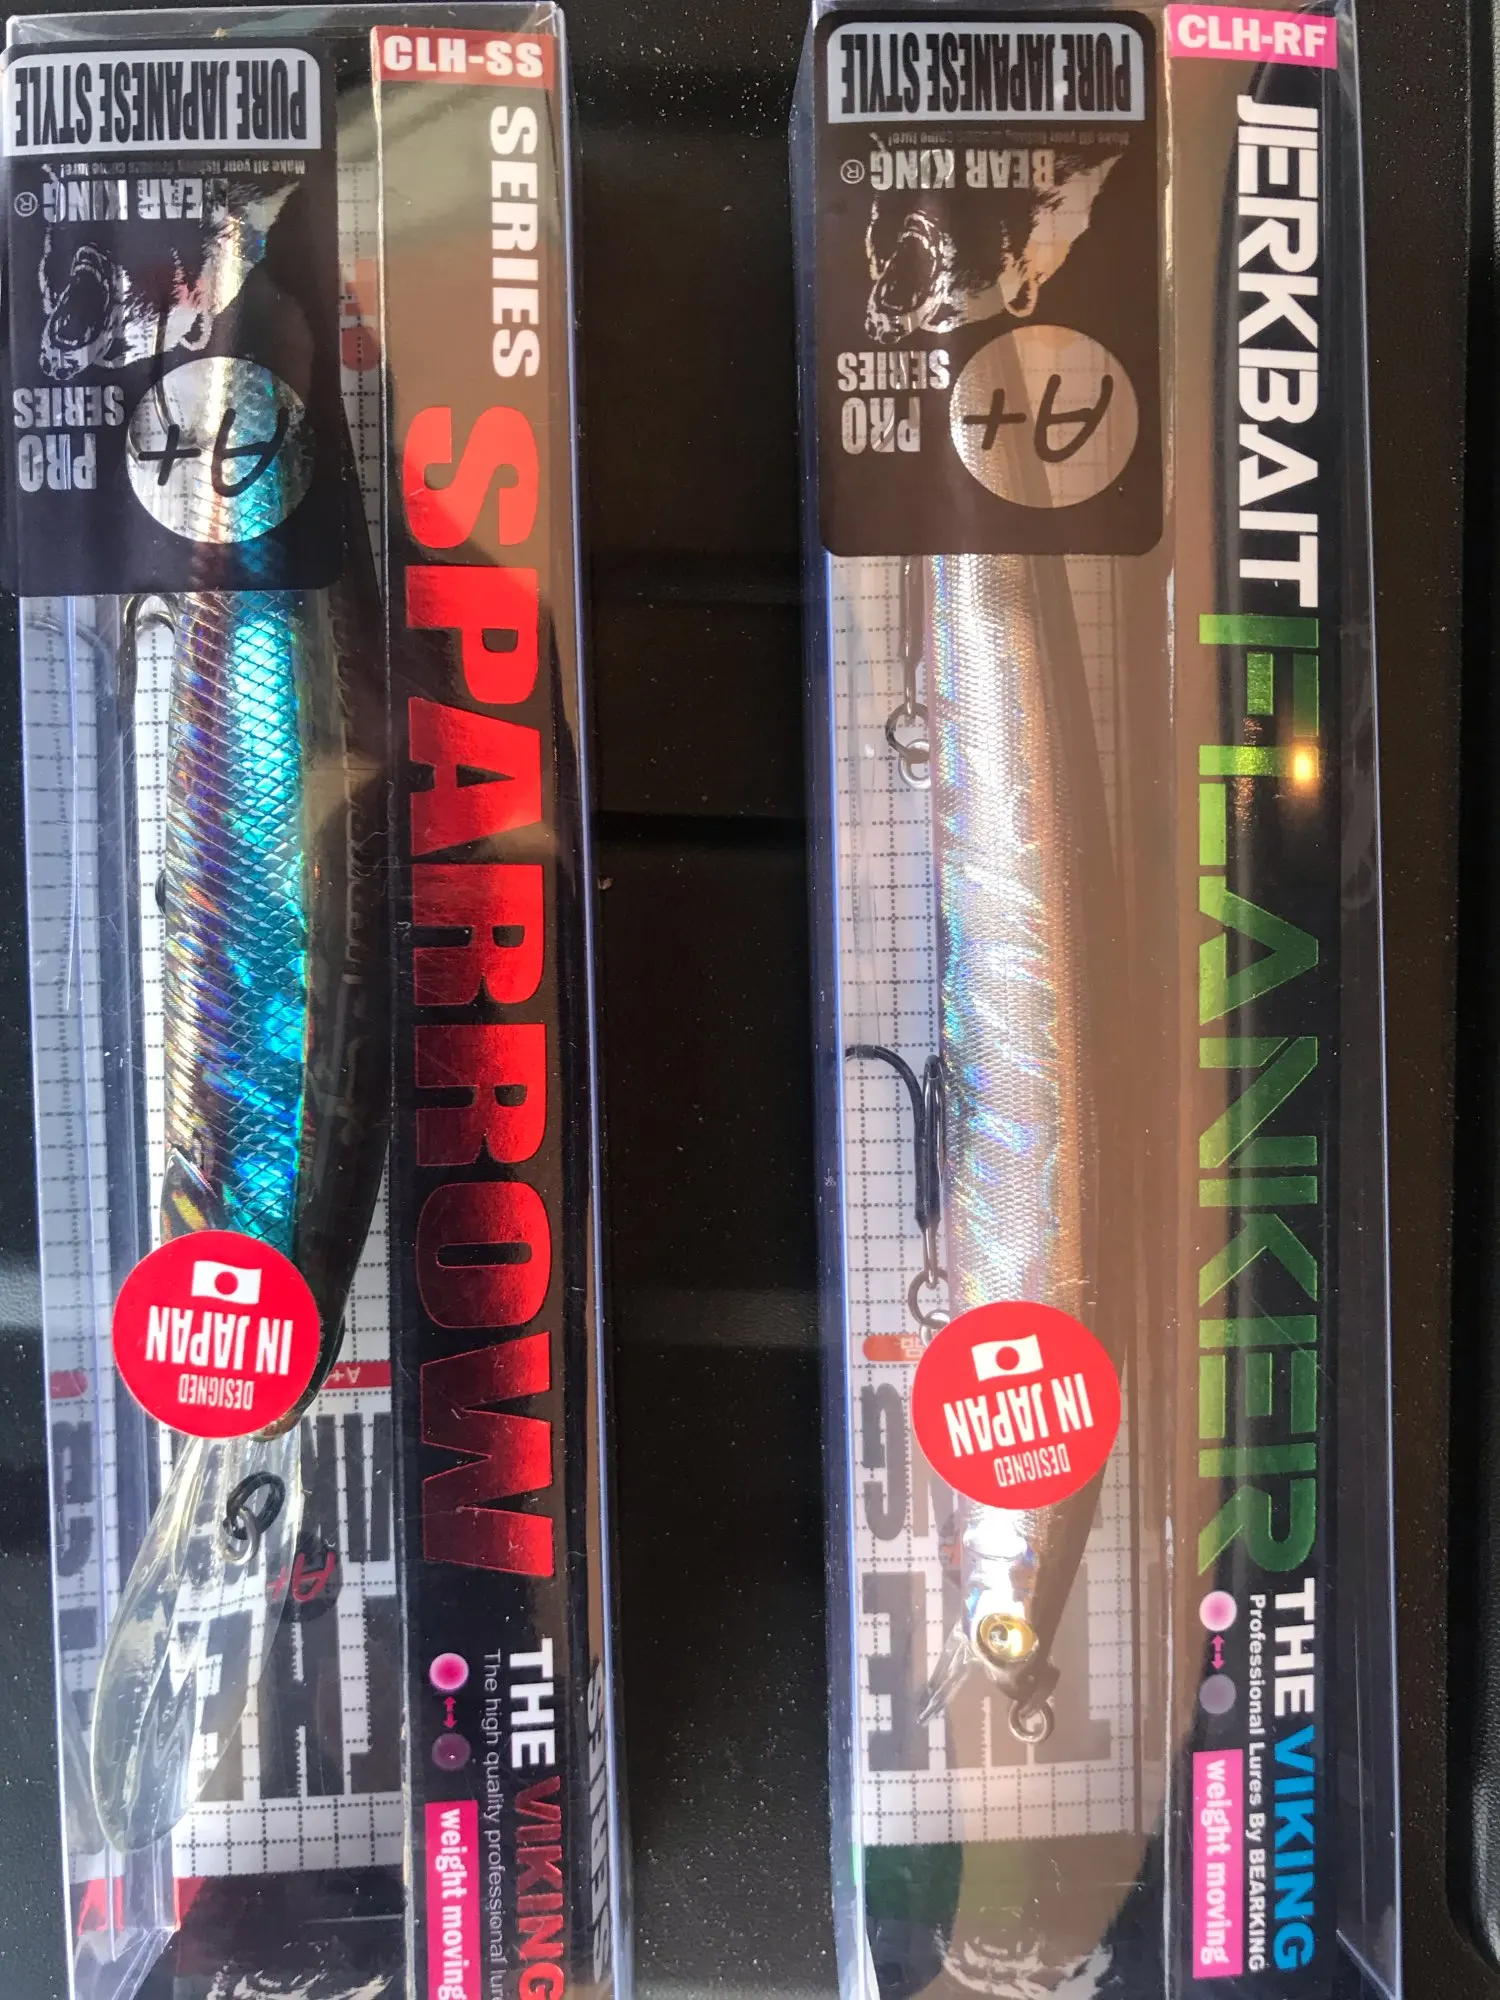 CLH-SS
SERIES
SPARROW
THE VIKING
The high quality professional lure
weight moving
PURE JAPANESE STYLE
Make all your fishing dreams come true!
BEAR KING®
PRO
SERIES
A+
DESIGNED
IN JAPAN
A+
A+
SERIES
CLH-RF
JERKBAIT
FLANKER
THE VIKING
Professional Lures By BEARKING
weight moving
PURE JAPANESE STYLE
Make all your fishing dreams come true!
BEAR KING®
PRO
SERIES
A+
DESIGNED
IN JAPAN